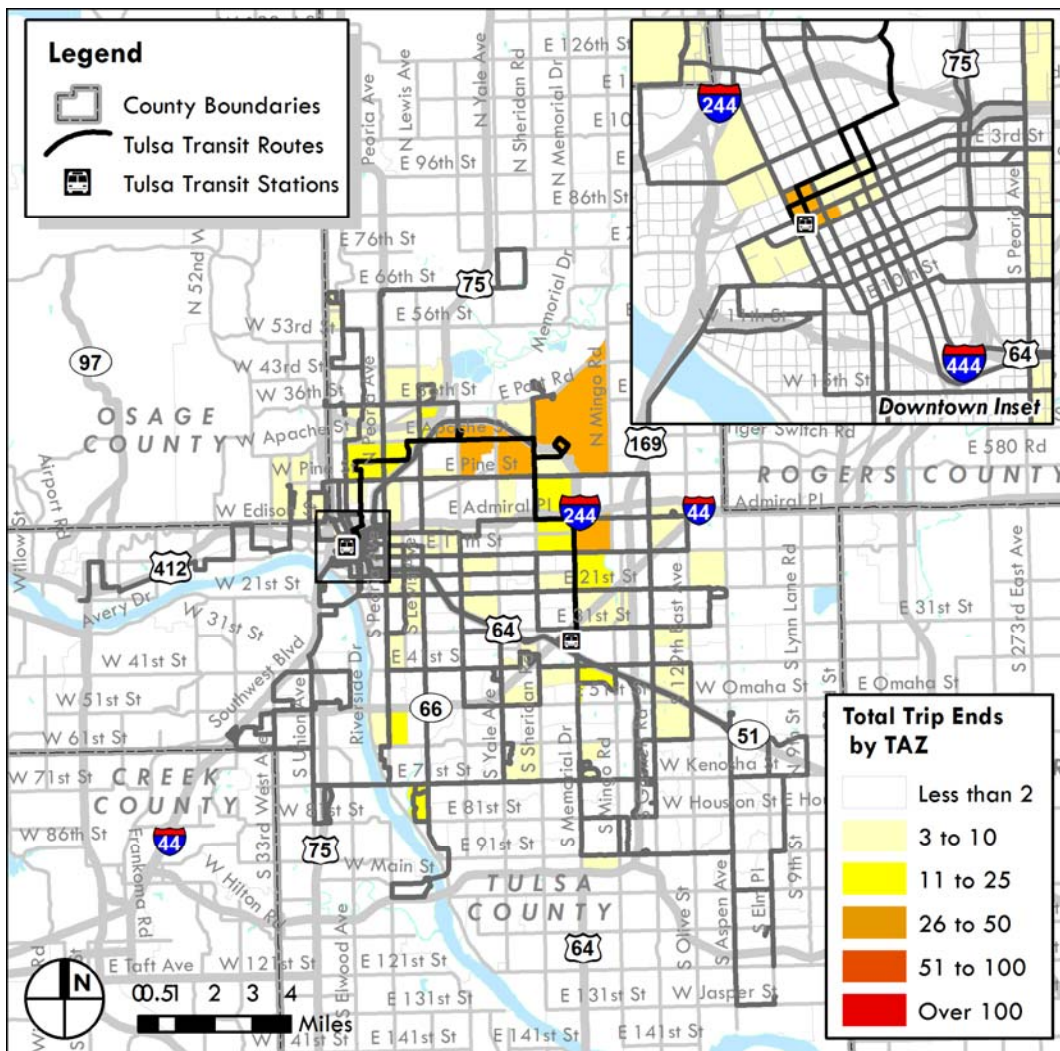 Legend
County Boundaries
Tulsa Transit Routes
Tulsa Transit Stations
E 126th St
E 96th St
E 86th St
E 76th St
E 66th St
E 56th St
Peoria Ave
N Lewis Ave
N Yale Ave
N Sheridan Rd
N Memorial Dr
N 52nd W
Memorial Dr
75
W 53rd St
W 43rd St
W 36th St
97
OSAGE
COUNTY
N Peoria Ave
E Port Rd
N Mingo Rd
W Apache St
E Apache St
169
Tiger Switch Rd
E 580 Rd
W Pine St
E Pine St
ROGERS COUNTY
Airport Rd
W Edison St
E Admiral Pl
244
44
Admiral Pl
Willow St
E 11th St
412
W 21st St
E 21st St
Avery Dr
W 31st St
E 31st St
E 31st St
S Peoria
S Lewis Ave
S 129th East Ave
S Lynn Lane Rd
S 273rd East Ave
W 41st St
E 41st S
64
W 51st St
E 51st St
W Omaha St
E Omaha St
Southwest Blvd
Riverside Dr
66
51
W 61st St
S Union Ave
S Yale Ave
S Sheridan Rd
W 71st St
E 71st St
W Kenosha St
N 9th St
CREEK
COUNTY
S 33rd West Ave
W 81st St
E 81st St
S Memorial Dr
S Mingo Rd
W Houston St
W 86th St
44
75
E 91st St
W Main St
Frankoma Rd
W Hilton Rd
TULSA
COUNTY
S Olive St
S Aspen Ave
S Elm Pl
S 9th St
64
E Taft Ave
W 121st St
E 121st St
S Elwood Ave
E 131st St
E 131st St
W Jasper St
E 141st St
E 141st St
E 141st St
N
0 0.5 1 2 3 4
Miles
244
75
E 3rd St
S Peoria Ave
E 10th St
W 11th St
W 15th St
444
64
Downtown Inset
Total Trip Ends
by TAZ
Less than 2
3 to 10
11 to 25
26 to 50
51 to 100
Over 100